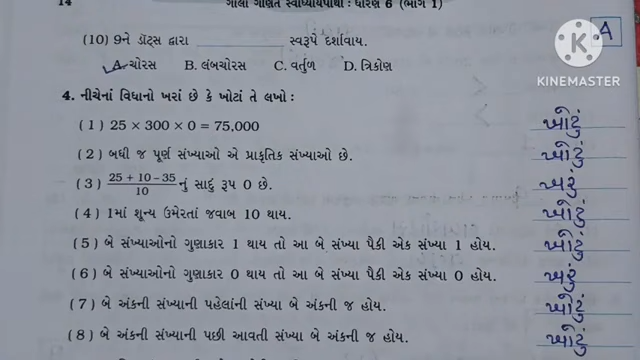 14 ગાલા ગણિત સ્વાધ્યાયપોથી : ધોરણ 6 (ભાગ 1)
(10) 9ને ડૉટ્સ દ્વારા __________ સ્વરૂપે દર્શાવાય. A
A. ચોરસ B. લંબચોરસ C. વર્તુળ D. ત્રિકોણ
KINEMASTER
4. નીચેનાં વિધાનો ખરાં છે કે ખોટાં તે લખો :
(1) 25 × 300 × 0 = 75,000 ખોટું
(2) બધી જ પૂર્ણ સંખ્યાઓ એ પ્રાકૃતિક સંખ્યાઓ છે. ખોટું
(3) (25 + 10 – 35)/10 નું સાદું રૂપ 0 છે. ખરું
(4) 1માં શૂન્ય ઉમેરતાં જવાબ 10 થાય. ખોટું
(5) બે સંખ્યાઓનો ગુણાકાર 1 થાય તો આ બે સંખ્યા પૈકી એક સંખ્યા 1 હોય. ખોટું
(6) બે સંખ્યાઓનો ગુણાકાર 0 થાય તો આ બે સંખ્યા પૈકી એક સંખ્યા 0 હોય. ખરું
(7) બે અંકની સંખ્યાની પહેલાંની સંખ્યા બે અંકની જ હોય. ખોટું
(8) બે અંકની સંખ્યાની પછી આવતી સંખ્યા બે અંકની જ હોય. ખોટું